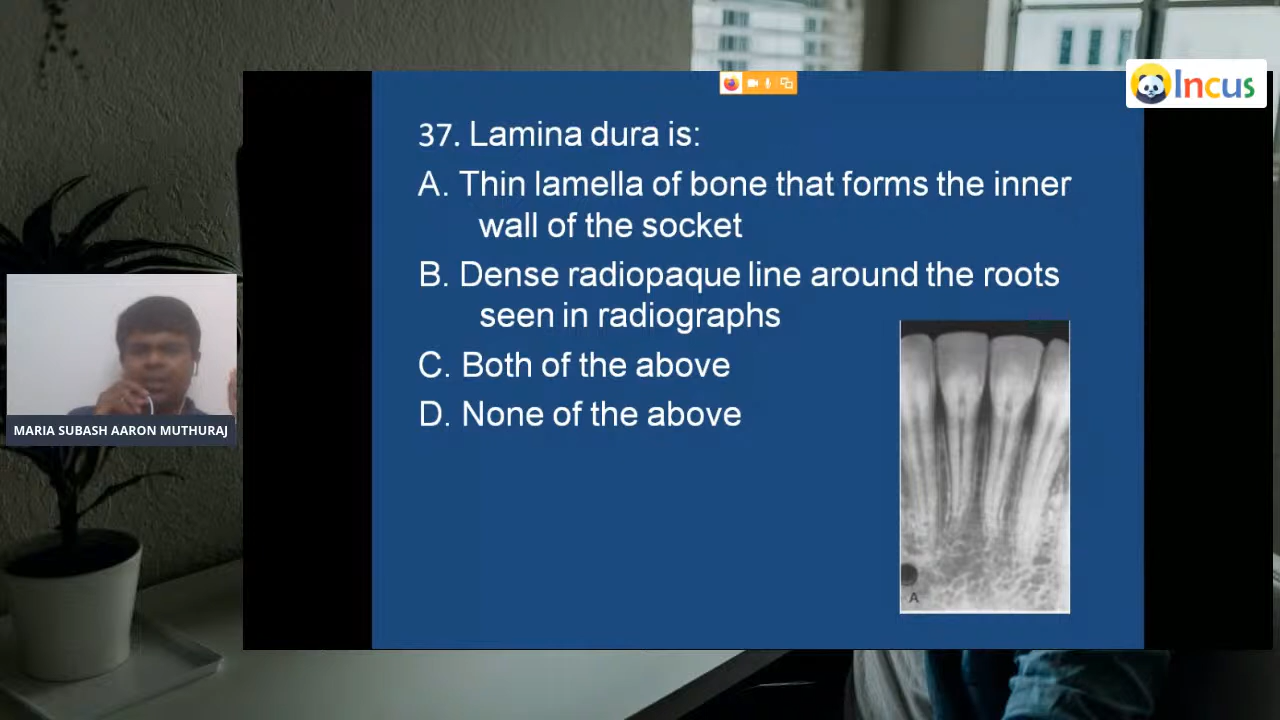 Incus
37. Lamina dura is:
A. Thin lamella of bone that forms the inner
wall of the socket
B. Dense radiopaque line around the roots
seen in radiographs
C. Both of the above
D. None of the above
A
MARIA SUBASH AARON MUTHURAJ